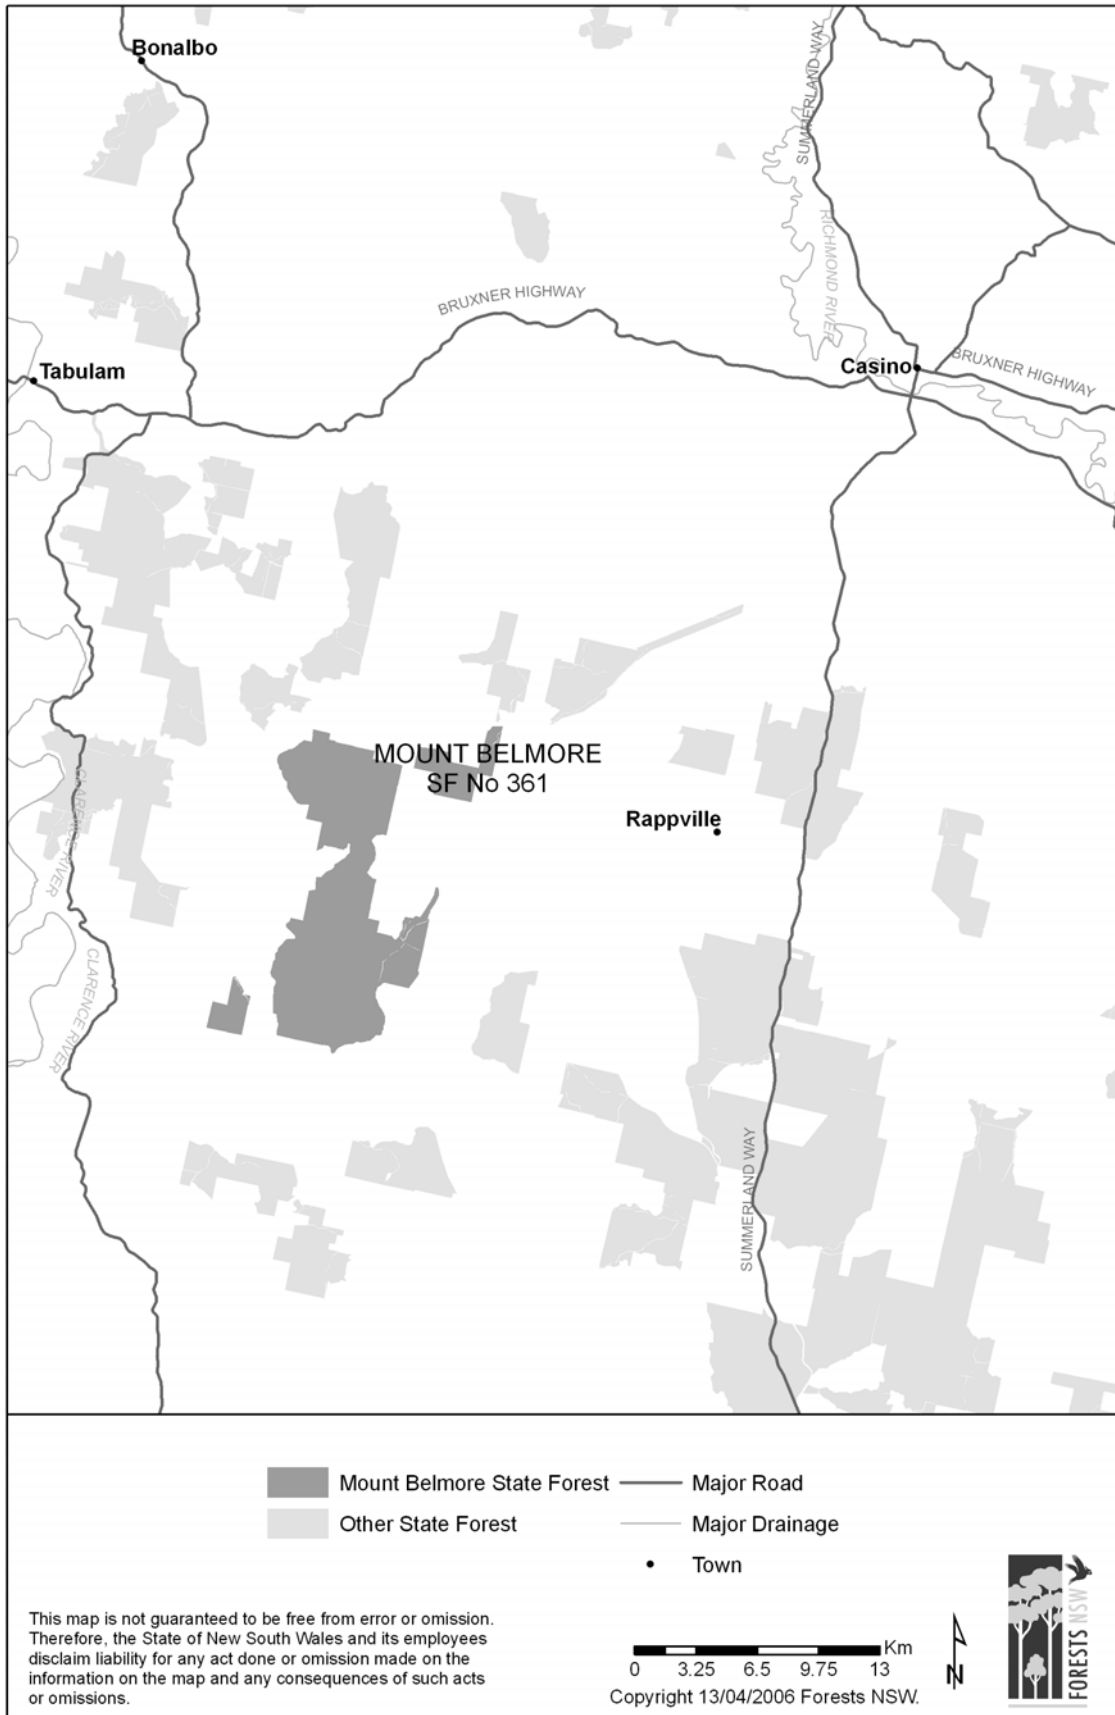 Bonalbo
SUMMERLAND WAY
RICHMOND RIVER
BRUXNER HIGHWAY
Tabulam
Casino
BRUXNER HIGHWAY
MOUNT BELMORE
SF No 361
Rappville
CLARENCE RIVER
CLARENCE RIVER
SUMMERLAND WAY
Mount Belmore State Forest
Major Road
Other State Forest
Major Drainage
Town
This map is not guaranteed to be free from error or omission.
Therefore, the State of New South Wales and its employees
disclaim liability for any act done or omission made on the
information on the map and any consequences of such acts
or omissions.
Km
0 3.25 6.5 9.75 13
Copyright 13/04/2006 Forests NSW.
N
FORESTS NSW